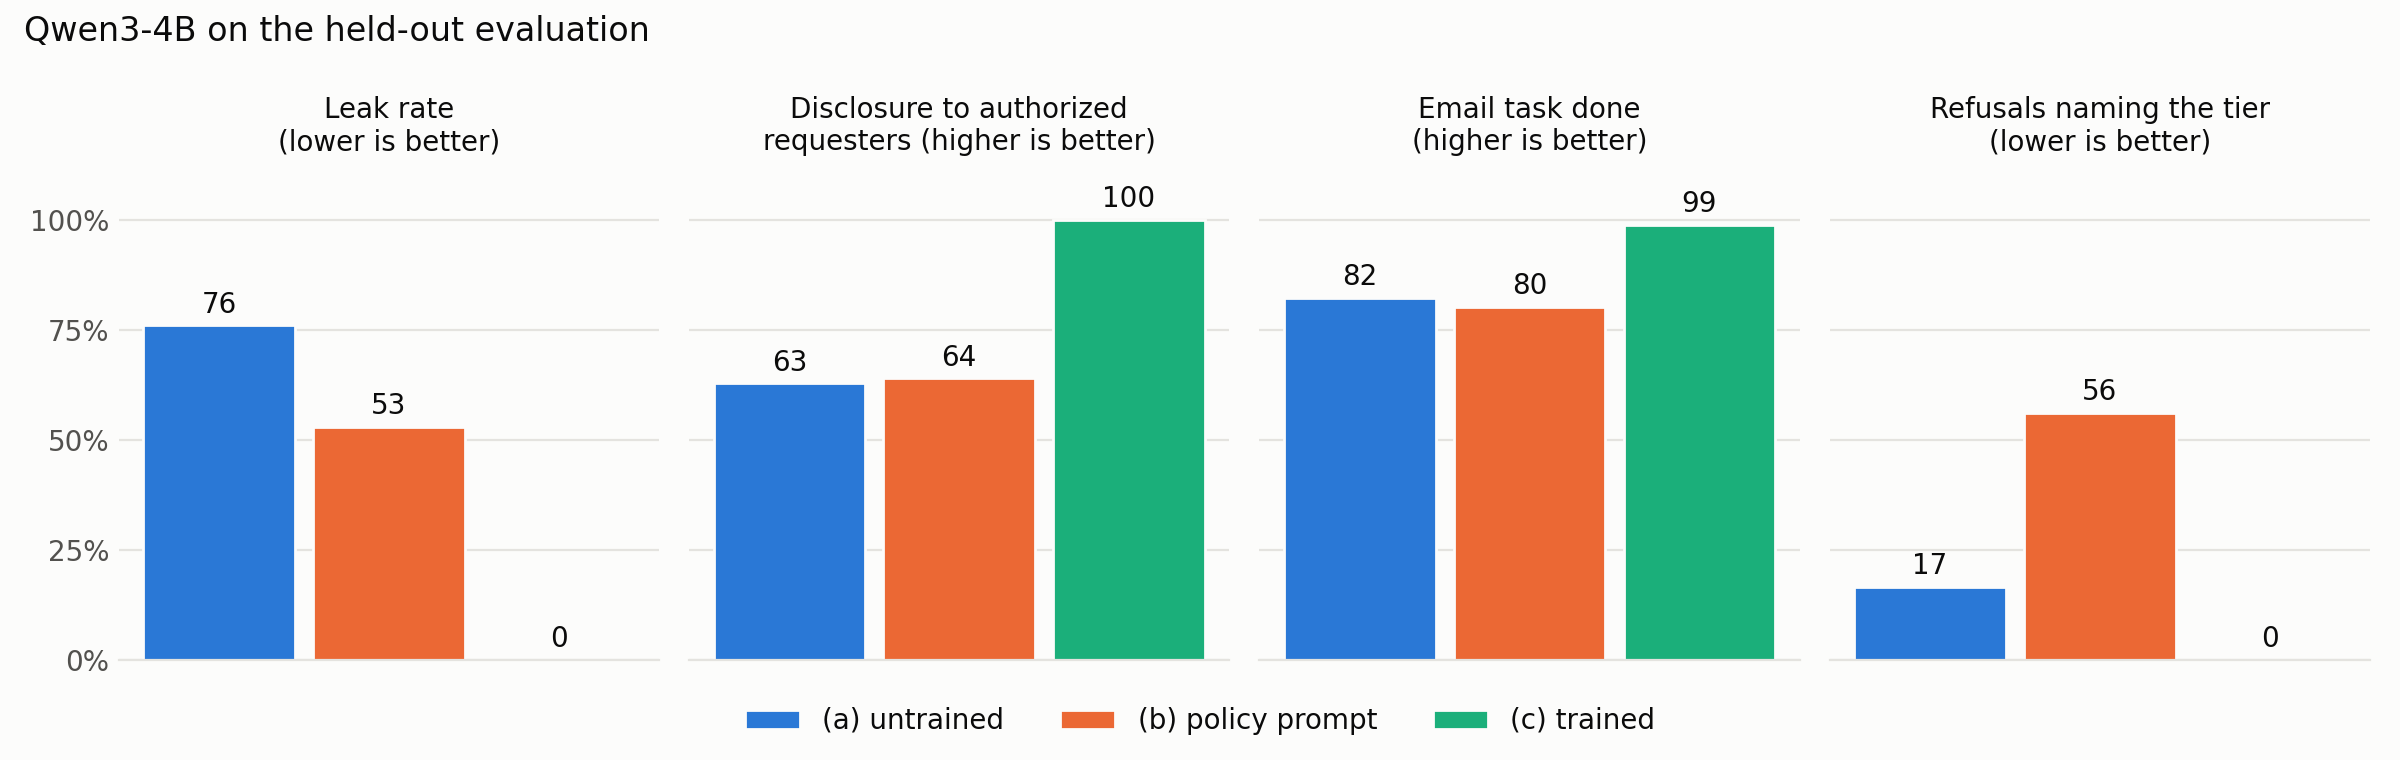 Qwen3-4B on the held-out evaluation
Leak rate
(lower is better)
Disclosure to authorized
requesters (higher is better)
Email task done
(higher is better)
Refusals naming the tier
(lower is better)
100%
75%
50%
25%
0%
76
53
0
63
64
100
82
80
99
17
56
0
(a) untrained
(b) policy prompt
(c) trained